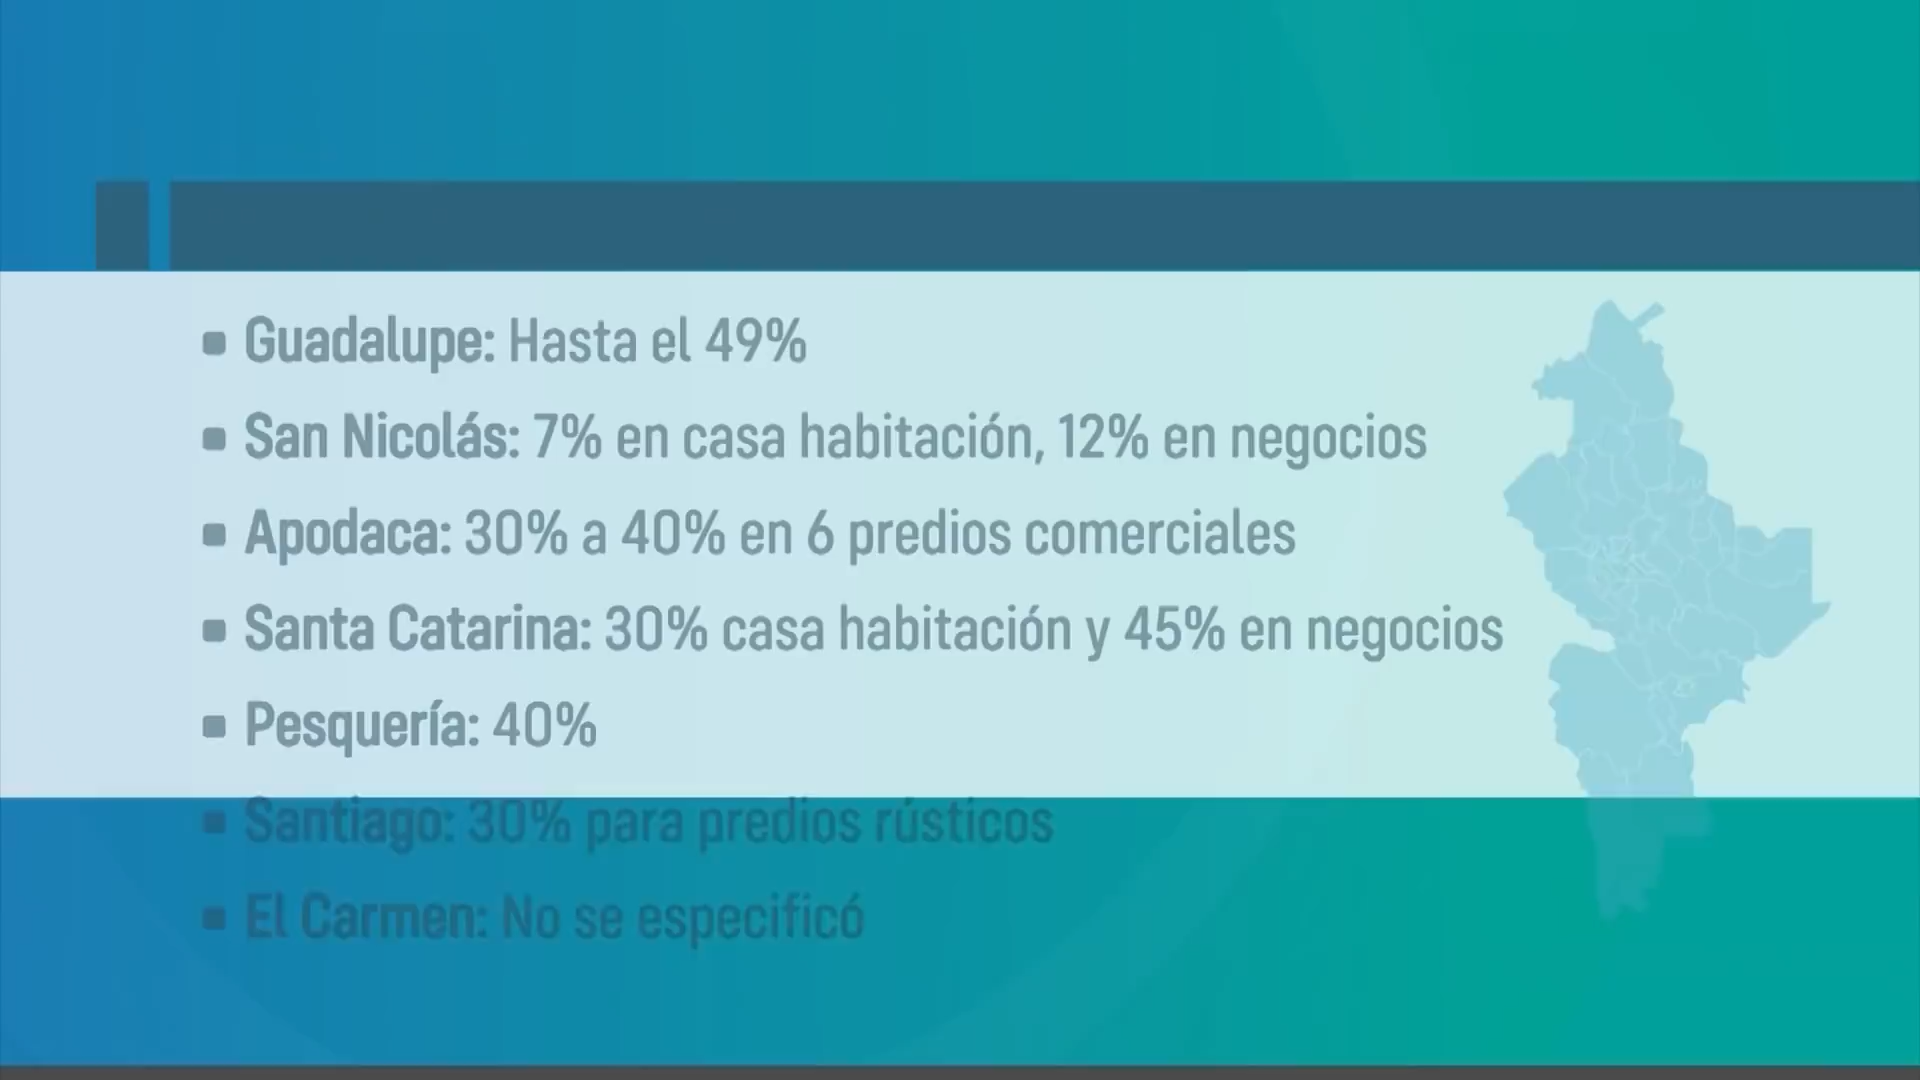 Guadalupe: Hasta el 49%
San Nicolás: 7% en casa habitación, 12% en negocios
Apodaca: 30% a 40% en 6 predios comerciales
Santa Catarina: 30% casa habitación y 45% en negocios
Pesquería: 40%
Santiago: 30% para predios rústicos
El Carmen: No se especificó